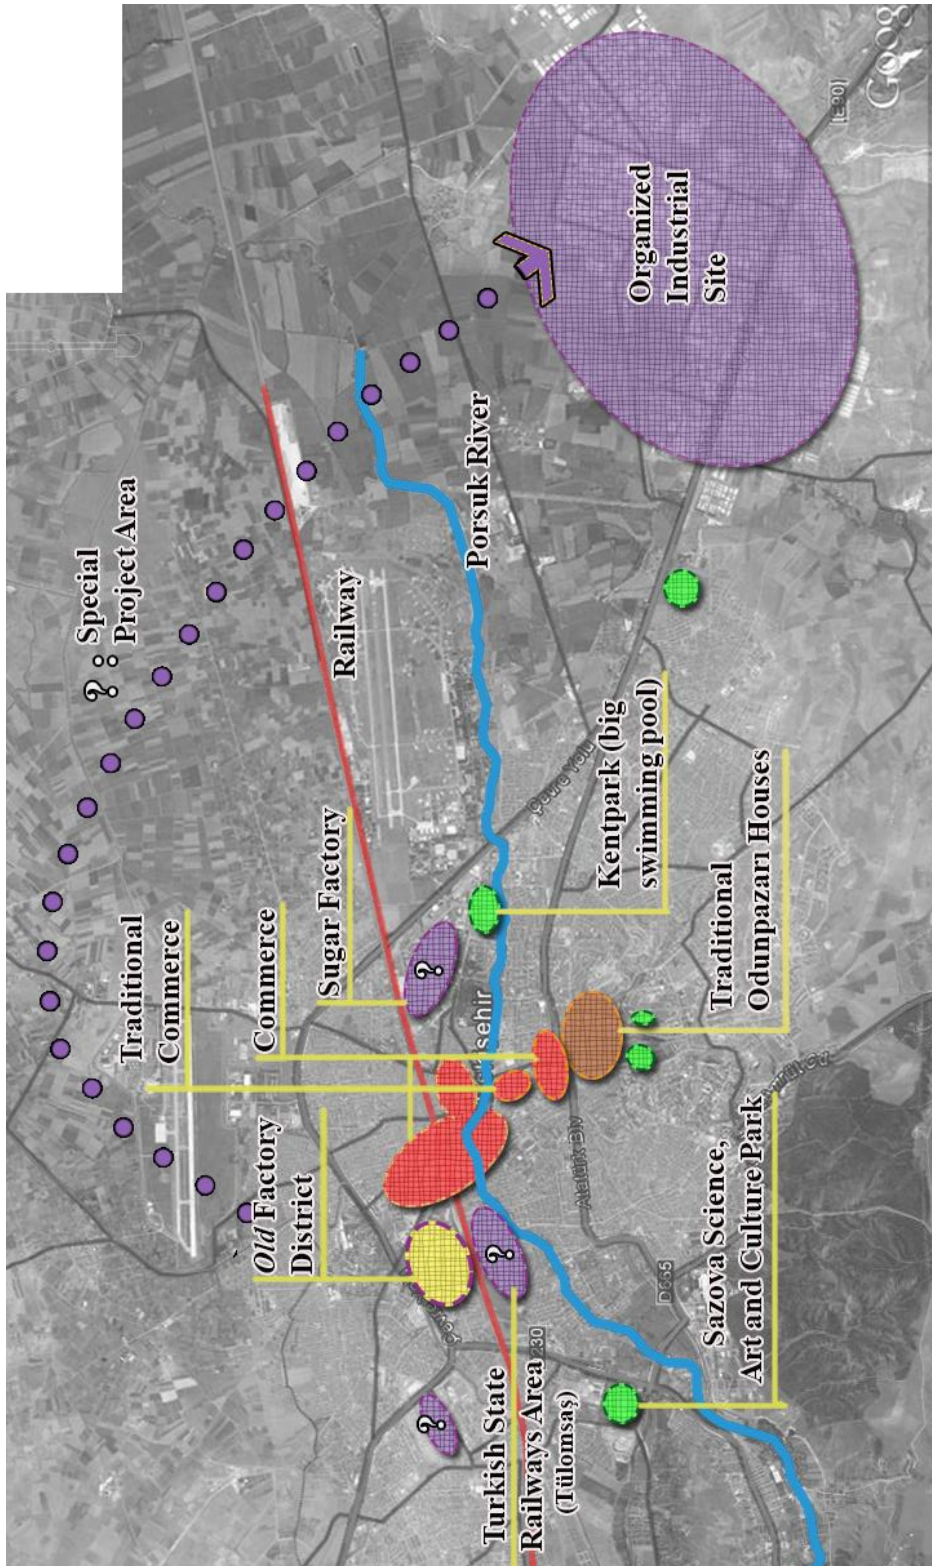 ? : Special
Project Area
Traditional
Commerce
Commerce
Sugar Factory
Old Factory
District
Railway
Porsuk River
Organized
Industrial
Site
Turkish State
Railways Area
(Tülomsaş)
Kentpark (big
swimming pool)
Traditional
Odunpazarı Houses
Sazova Science,
Art and Culture Park
?
?
?
Çevre Yolu
Atatürk Blv
D665
230
[E90]
Goog